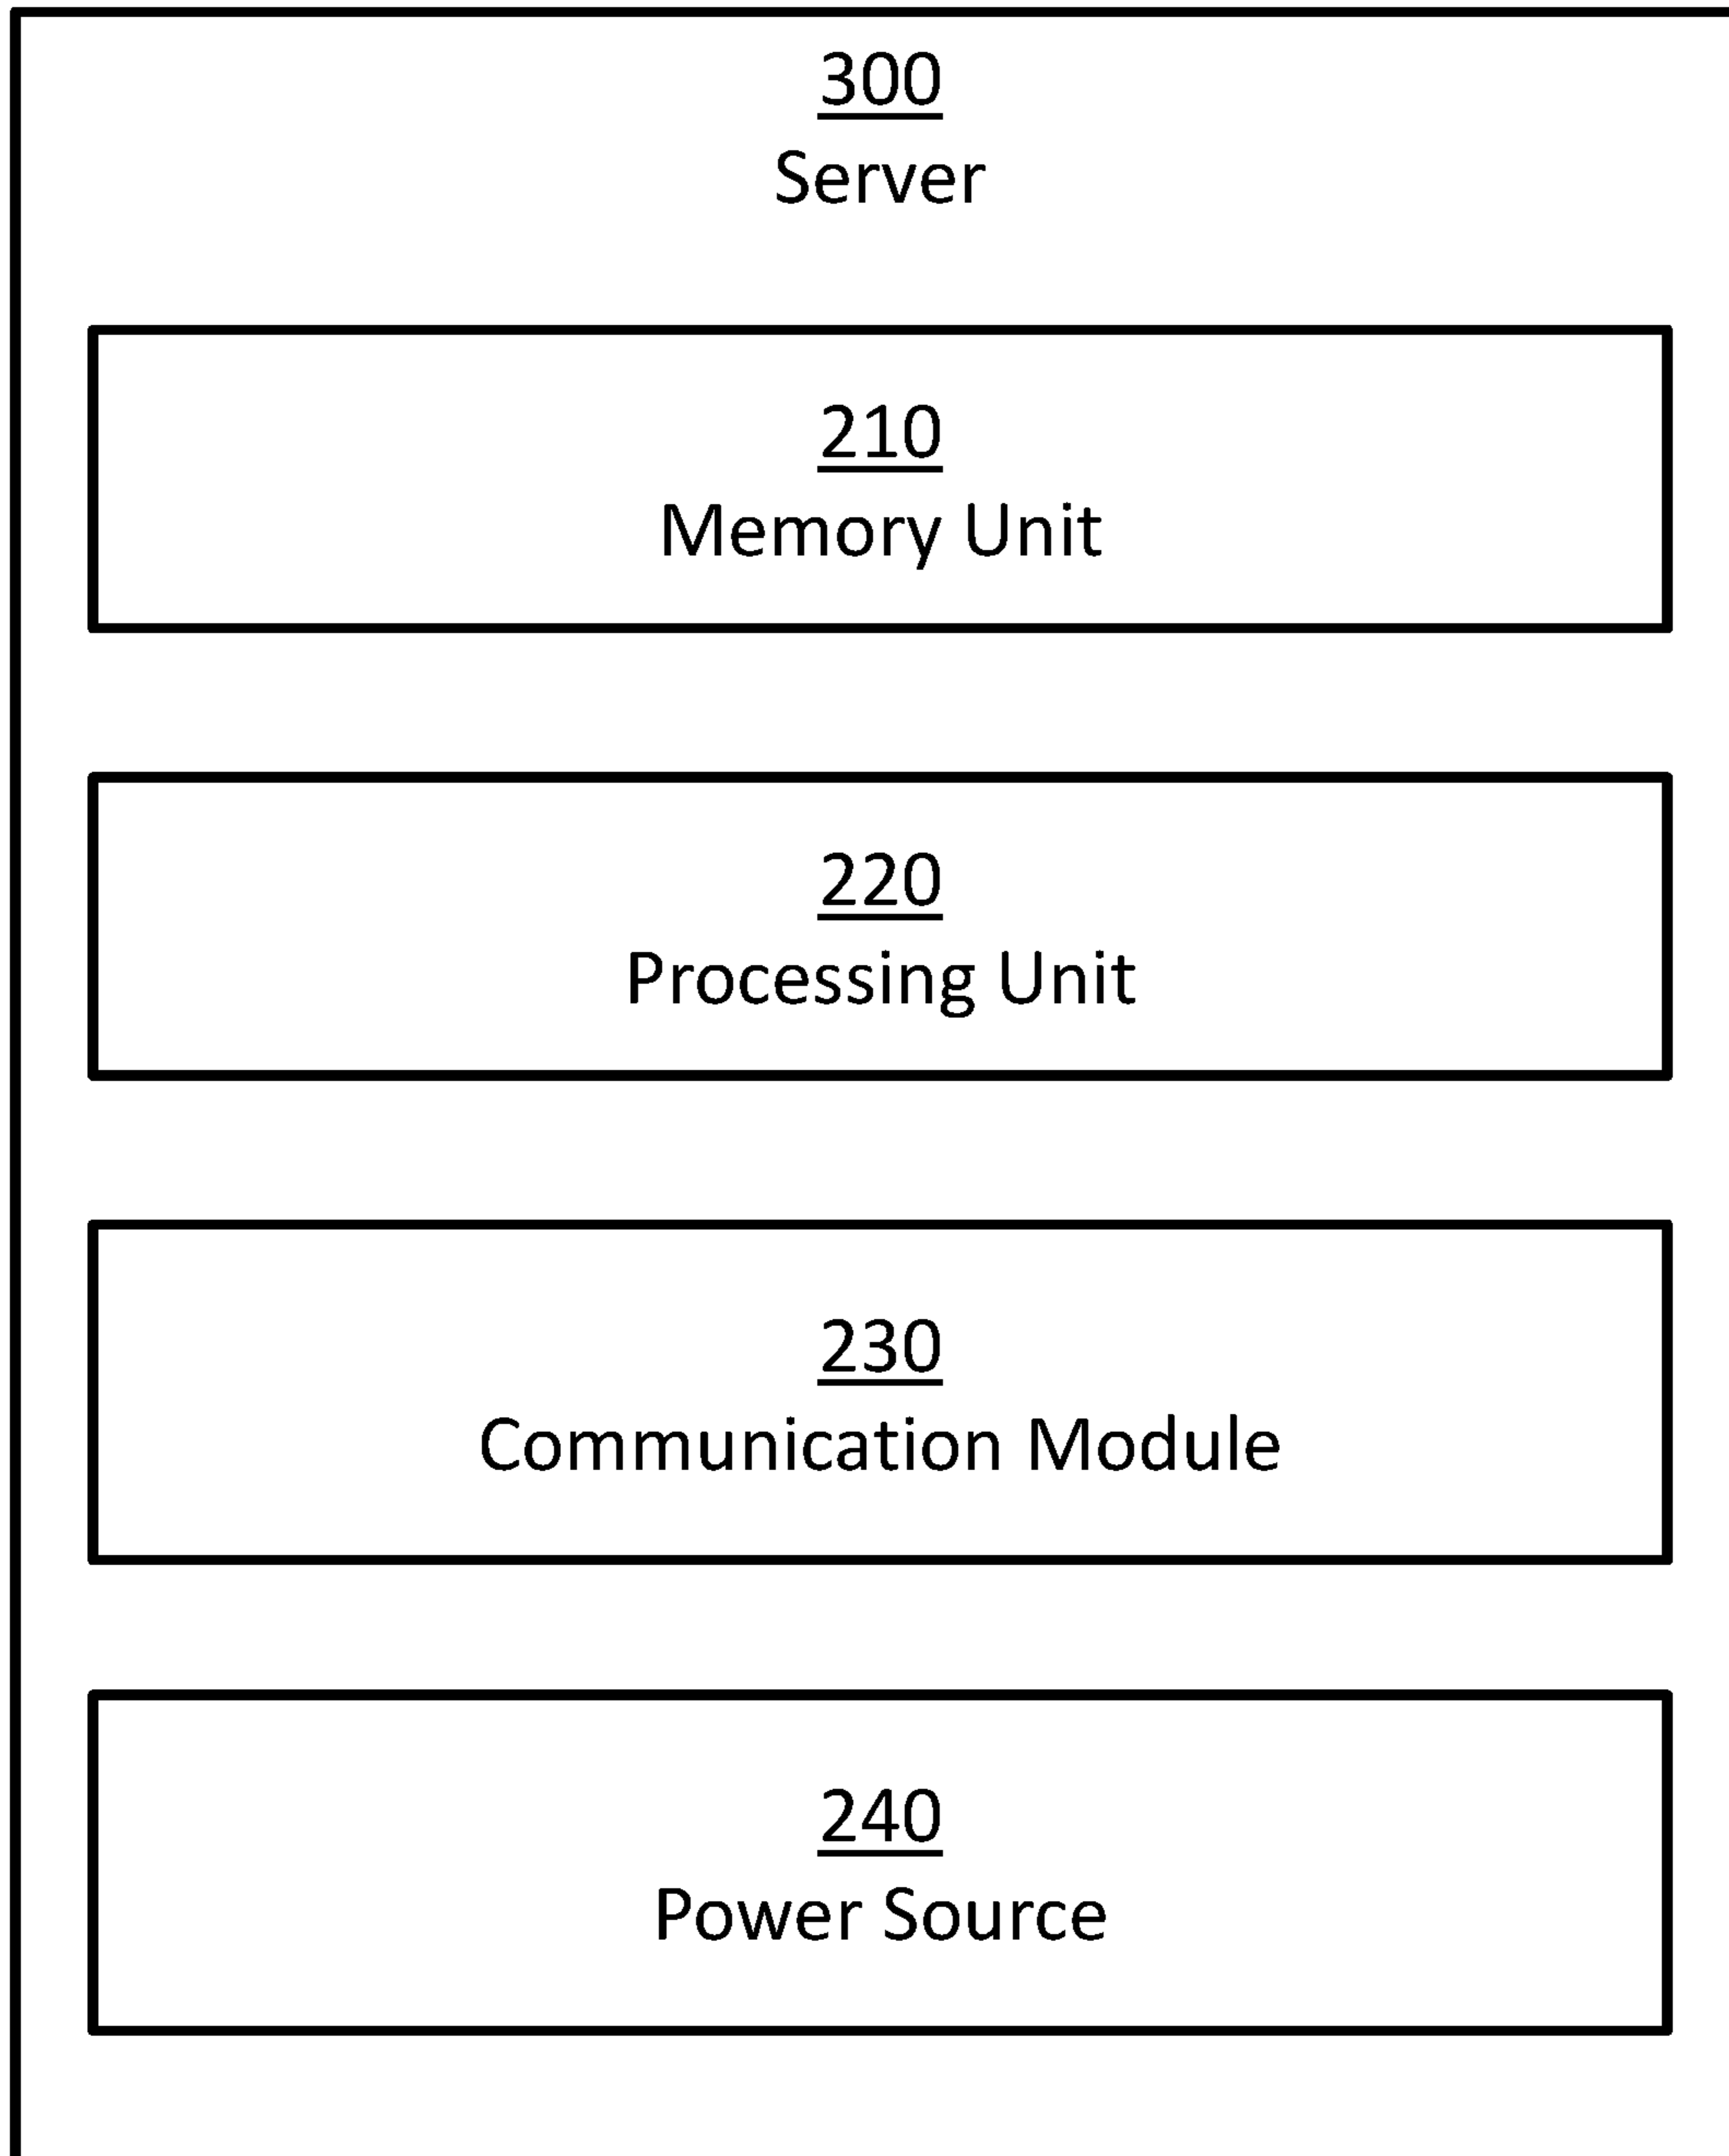 300
Server
210
Memory Unit
220
Processing Unit
230
Communication Module
240
Power Source